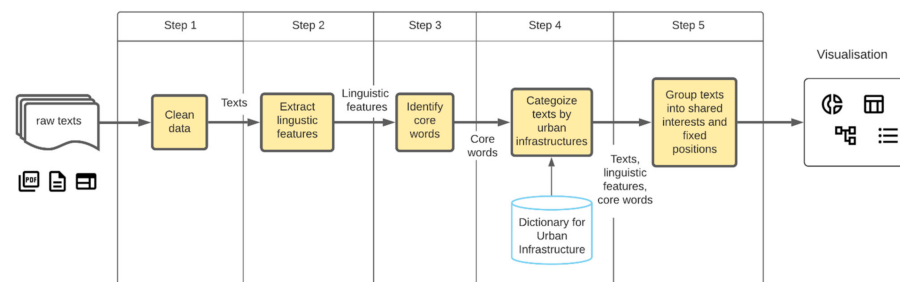 Step 1
Step 2
Step 3
Step 4
Step 5
Visualisation
raw texts
PDF
Clean
data
Texts
Extract
lingustic
features
Linguistic
features
Identify
core
words
Core
words
Categoize
texts by
urban
infrastructures
Dictionary for
Urban
Infrastructure
Texts,
linguistic
features,
core words
Group texts
into shared
interests and
fixed
positions